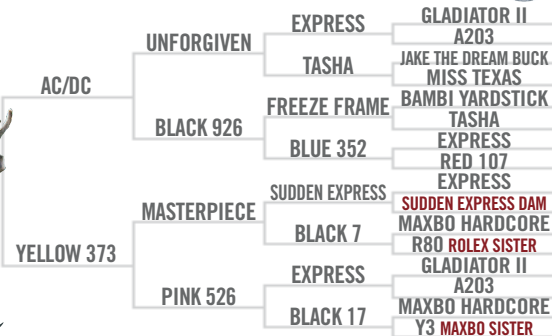 AC/DC
YELLOW 373
UNFORGIVEN
BLACK 926
MASTERPIECE
PINK 526
EXPRESS
TASHA
FREEZE FRAME
BLUE 352
SUDDEN EXPRESS
BLACK 7
EXPRESS
BLACK 17
GLADIATOR II
A203
JAKE THE DREAM BUCK
MISS TEXAS
BAMBI YARDSTICK
TASHA
EXPRESS
RED 107
EXPRESS
SUDDEN EXPRESS DAM
MAXBO HARDCORE
R80 ROLEX SISTER
GLADIATOR II
A203
MAXBO HARDCORE
Y3 MAXBO SISTER